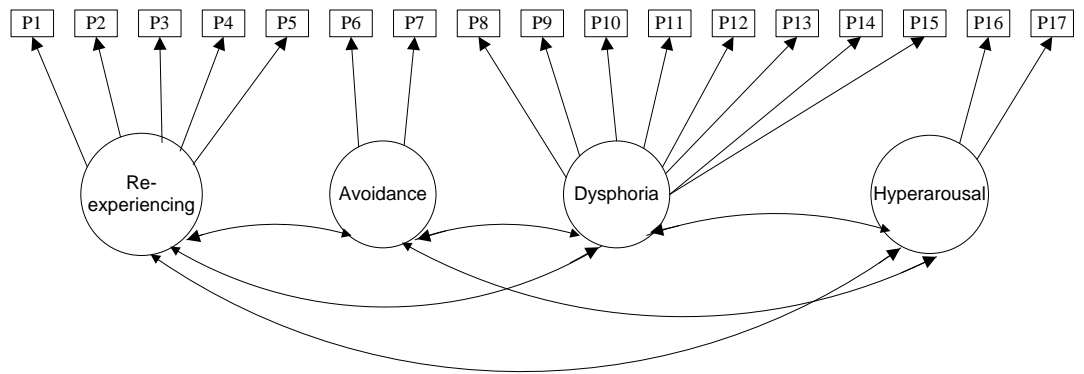 P1 P2 P3 P4 P5 P6 P7 P8 P9 P10 P11 P12 P13 P14 P15 P16 P17
Re-
experiencing
Avoidance
Dysphoria
Hyperarousal